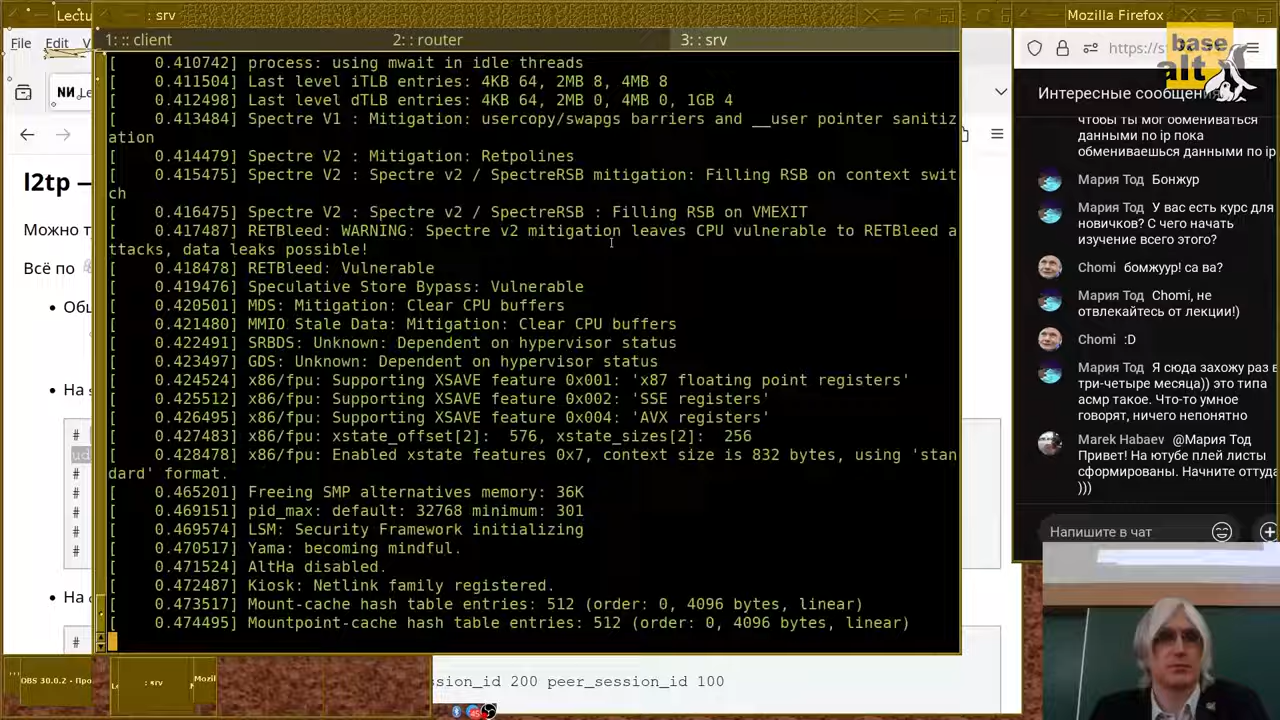 Lectu
: srv
Mozilla Firefox
File Edit V
1: :: client
2: : router
3: : srv
https://s
base
alt
Le
Интересные сообщения
l2tp —
Можно т
Всё по
Общ
На s
#
ud
#
#
#
#
На с
#
[    0.410742] process: using mwait in idle threads
[    0.411504] Last level iTLB entries: 4KB 64, 2MB 8, 4MB 8
[    0.412498] Last level dTLB entries: 4KB 64, 2MB 0, 4MB 0, 1GB 4
[    0.413484] Spectre V1 : Mitigation: usercopy/swapgs barriers and __user pointer sanitiz
ation
[    0.414479] Spectre V2 : Mitigation: Retpolines
[    0.415475] Spectre V2 : Spectre v2 / SpectreRSB mitigation: Filling RSB on context swit
ch
[    0.416475] Spectre V2 : Spectre v2 / SpectreRSB : Filling RSB on VMEXIT
[    0.417487] RETBleed: WARNING: Spectre v2 mitigation leaves CPU vulnerable to RETBleed a
ttacks, data leaks possible!
[    0.418478] RETBleed: Vulnerable
[    0.419476] Speculative Store Bypass: Vulnerable
[    0.420501] MDS: Mitigation: Clear CPU buffers
[    0.421480] MMIO Stale Data: Mitigation: Clear CPU buffers
[    0.422491] SRBDS: Unknown: Dependent on hypervisor status
[    0.423497] GDS: Unknown: Dependent on hypervisor status
[    0.424524] x86/fpu: Supporting XSAVE feature 0x001: 'x87 floating point registers'
[    0.425512] x86/fpu: Supporting XSAVE feature 0x002: 'SSE registers'
[    0.426495] x86/fpu: Supporting XSAVE feature 0x004: 'AVX registers'
[    0.427483] x86/fpu: xstate_offset[2]:  576, xstate_sizes[2]:  256
[    0.428478] x86/fpu: Enabled xstate features 0x7, context size is 832 bytes, using 'stan
dard' format.
[    0.465201] Freeing SMP alternatives memory: 36K
[    0.469151] pid_max: default: 32768 minimum: 301
[    0.469574] LSM: Security Framework initializing
[    0.470517] Yama: becoming mindful.
[    0.471524] AltHa disabled.
[    0.472487] Kiosk: Netlink family registered.
[    0.473517] Mount-cache hash table entries: 512 (order: 0, 4096 bytes, linear)
[    0.474495] Mountpoint-cache hash table entries: 512 (order: 0, 4096 bytes, linear)
чтобы ты мог обмениваться
данными по ip пока
обмениваешься данными по ip
Мария Тод Бонжур
Мария Тод У вас есть курс для
новичков? С чего начать
изучение всего этого?
Chomi бомжуур! са ва?
Мария Тод Chomi, не
отвлекайтесь от лекции!)
Chomi :D
Мария Тод Я сюда захожу раз в
три-четыре месяца)) это типа
асмр такое. Что-то умное
говорят, ничего непонятно
Marek Habaev @Мария Тод
Привет! На ютубе плей листы
сформированы. Начните оттуда
)))
Напишите в чат
OBS 30.0.2 - Про
: srv
Mozil
ssion_id 200 peer_session_id 100